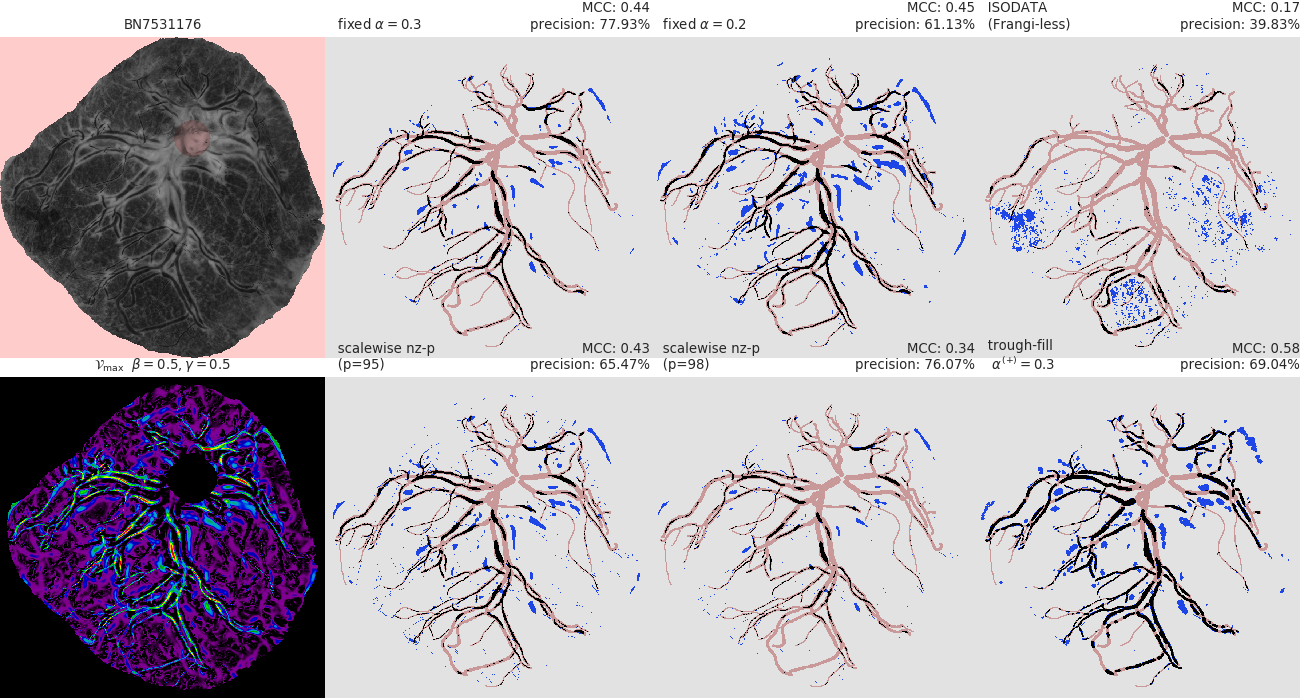 BN7531176
fixed α = 0.3
MCC: 0.44
precision: 77.93%
fixed α = 0.2
MCC: 0.45
precision: 61.13%
ISODATA
(Frangi-less)
MCC: 0.17
precision: 39.83%
𝒱max β = 0.5, γ = 0.5
scalewise nz-p
(p=95)
MCC: 0.43
precision: 65.47%
scalewise nz-p
(p=98)
MCC: 0.34
precision: 76.07%
trough-fill
α(+) = 0.3
MCC: 0.58
precision: 69.04%